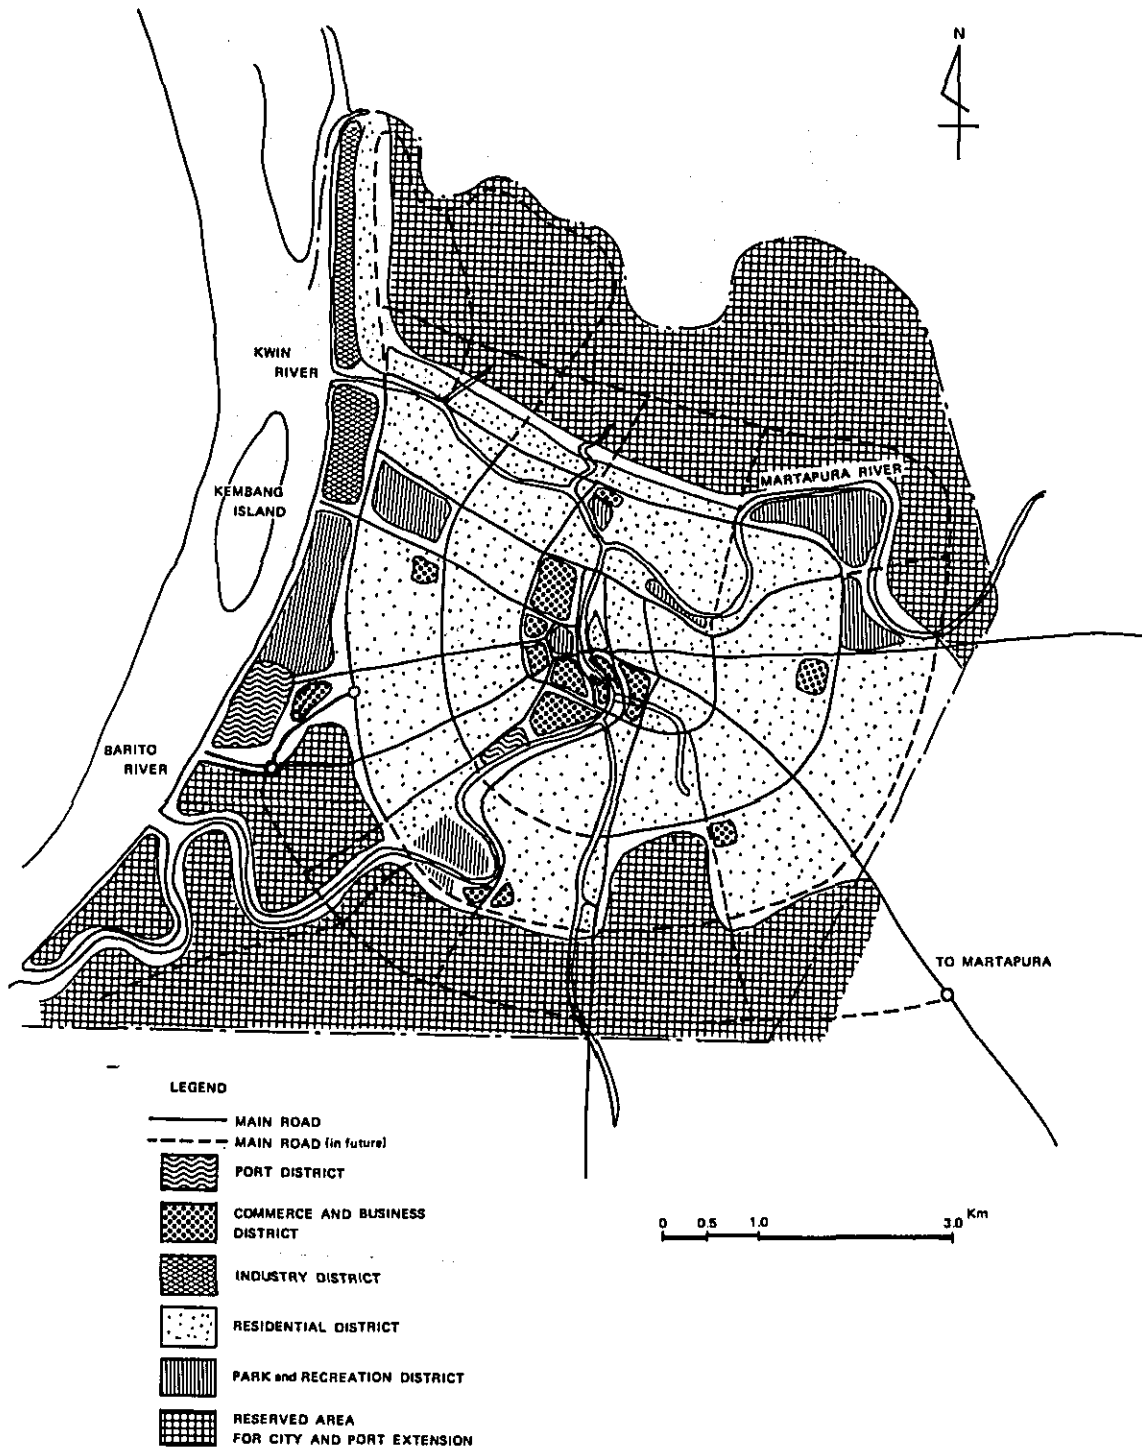 N
KWIN
RIVER
KEMBANG
ISLAND
MARTAPURA RIVER
BARITO
RIVER
TO MARTAPURA
LEGEND
MAIN ROAD
MAIN ROAD (in future)
PORT DISTRICT
COMMERCE AND BUSINESS
DISTRICT
INDUSTRY DISTRICT
RESIDENTIAL DISTRICT
PARK and RECREATION DISTRICT
RESERVED AREA
FOR CITY AND PORT EXTENSION
0 0.5 1.0 3.0 Km